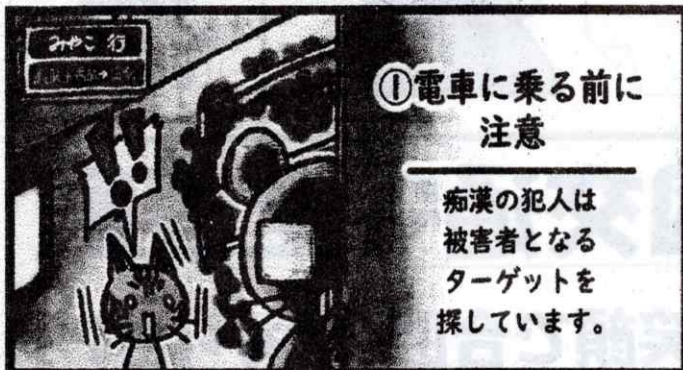 みやこ 行
①電車に乗る前に
注意
痴漢の犯人は
被害者となる
ターゲットを
探しています。